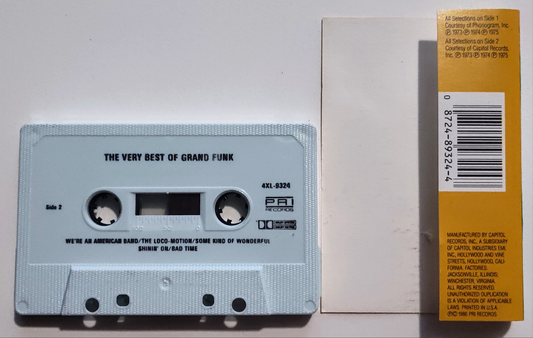 THE VERY BEST OF GRAND FUNK
Side 2
4XL-9324
PRI
RECORDS
WE'RE AN AMERICAN BAND/THE LOCO-MOTION/SOME KIND OF WONDERFUL
SHININ' ON/BAD TIME
All Selections on Side 1
Courtesy of Phonogram, Inc.
℗ 1973 ℗ 1974 ℗ 1975
All Selections on Side 2
Courtesy of Capitol Records,
Inc. ℗ 1973 ℗ 1974 ℗ 1975
0 8724-89324-4
MANUFACTURED BY CAPITOL
RECORDS, INC. A SUBSIDIARY
OF CAPITOL INDUSTRIES EMI,
INC., HOLLYWOOD AND VINE
STREETS, HOLLYWOOD, CALI
FORNIA. FACTORIES:
JACKSONVILLE, ILLINOIS,
WINCHESTER, VIRGINIA.
ALL RIGHTS RESERVED.
UNAUTHORIZED DUPLICATION
IS A VIOLATION OF APPLICABLE
LAWS. PRINTED IN U.S.A.
PRI RECORDS